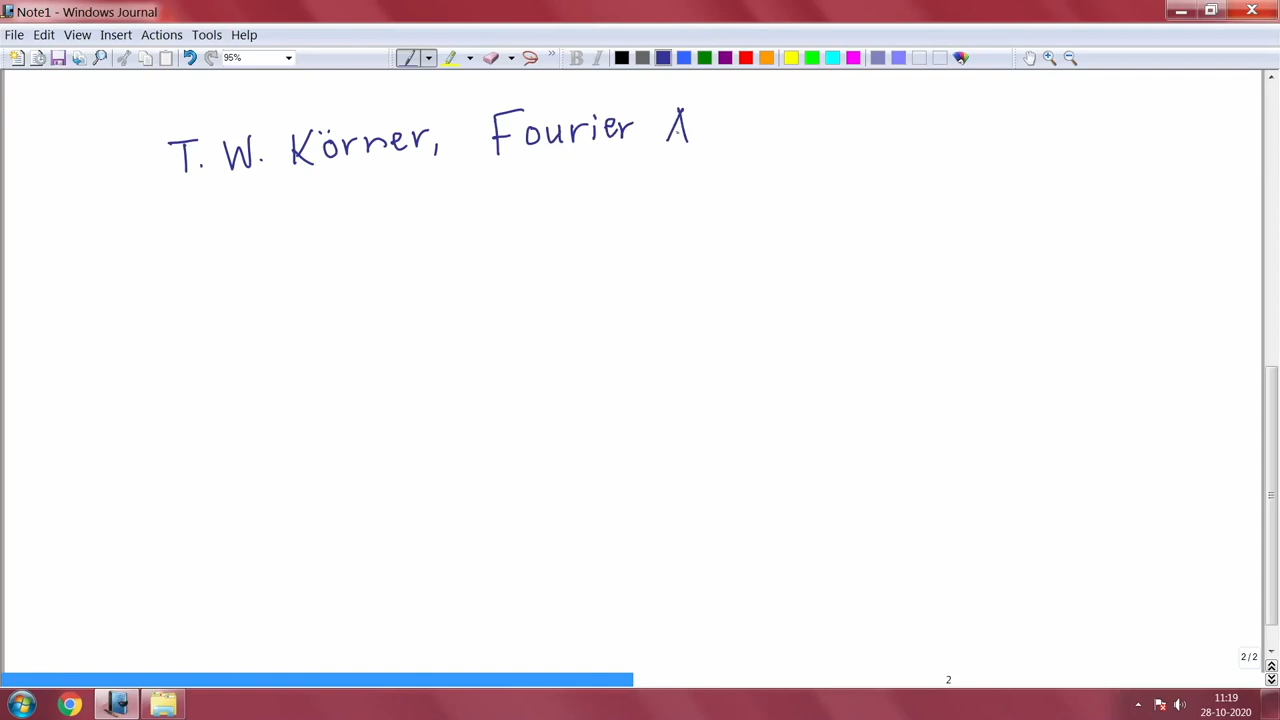 Note1 - Windows Journal
File Edit View Insert Actions Tools Help
95%
T. W. Körner, Fourier
2/2
2
11:19
28-10-2020